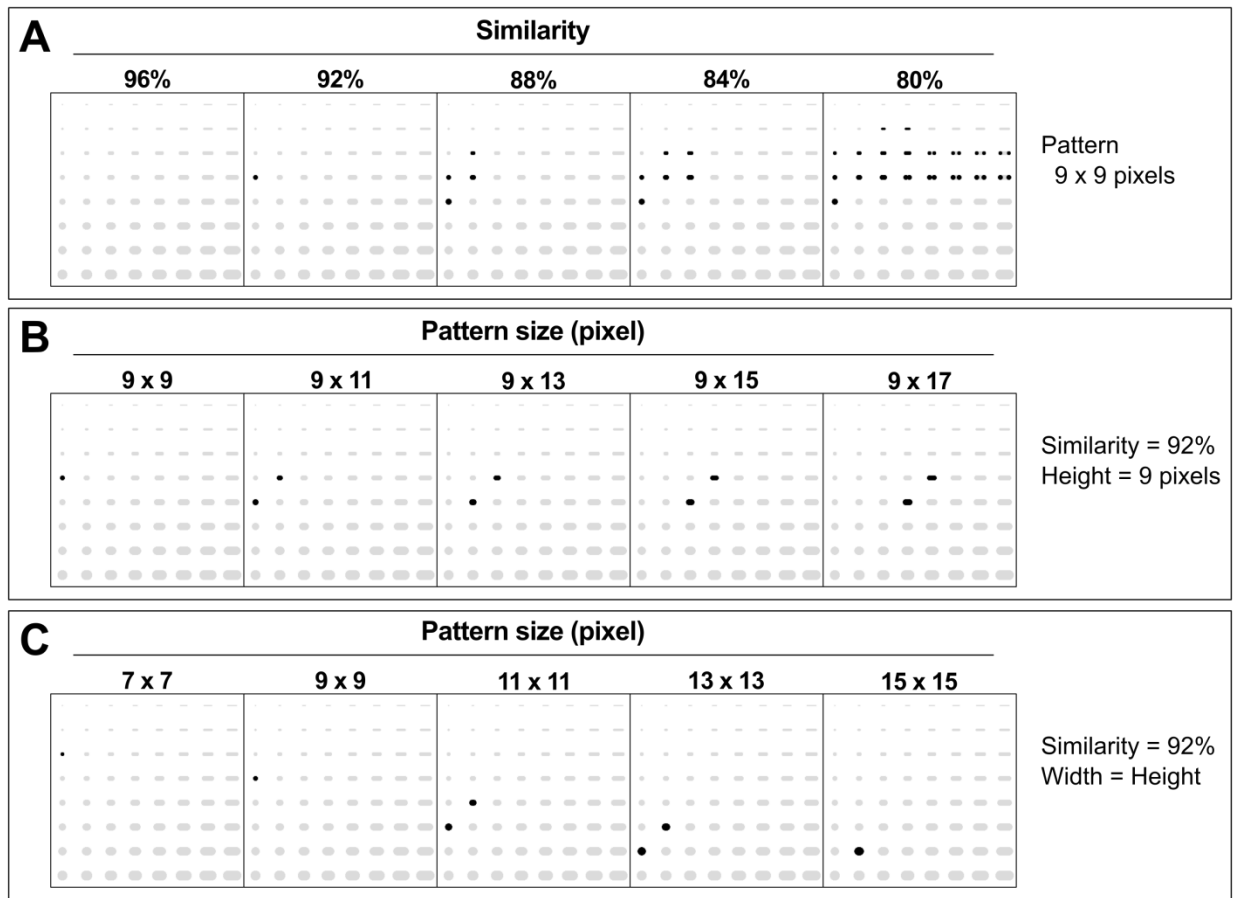 A
Similarity
96% 92% 88% 84% 80%
Pattern
9 x 9 pixels
B
Pattern size (pixel)
9 x 9 9 x 11 9 x 13 9 x 15 9 x 17
Similarity = 92%
Height = 9 pixels
C
Pattern size (pixel)
7 x 7 9 x 9 11 x 11 13 x 13 15 x 15
Similarity = 92%
Width = Height